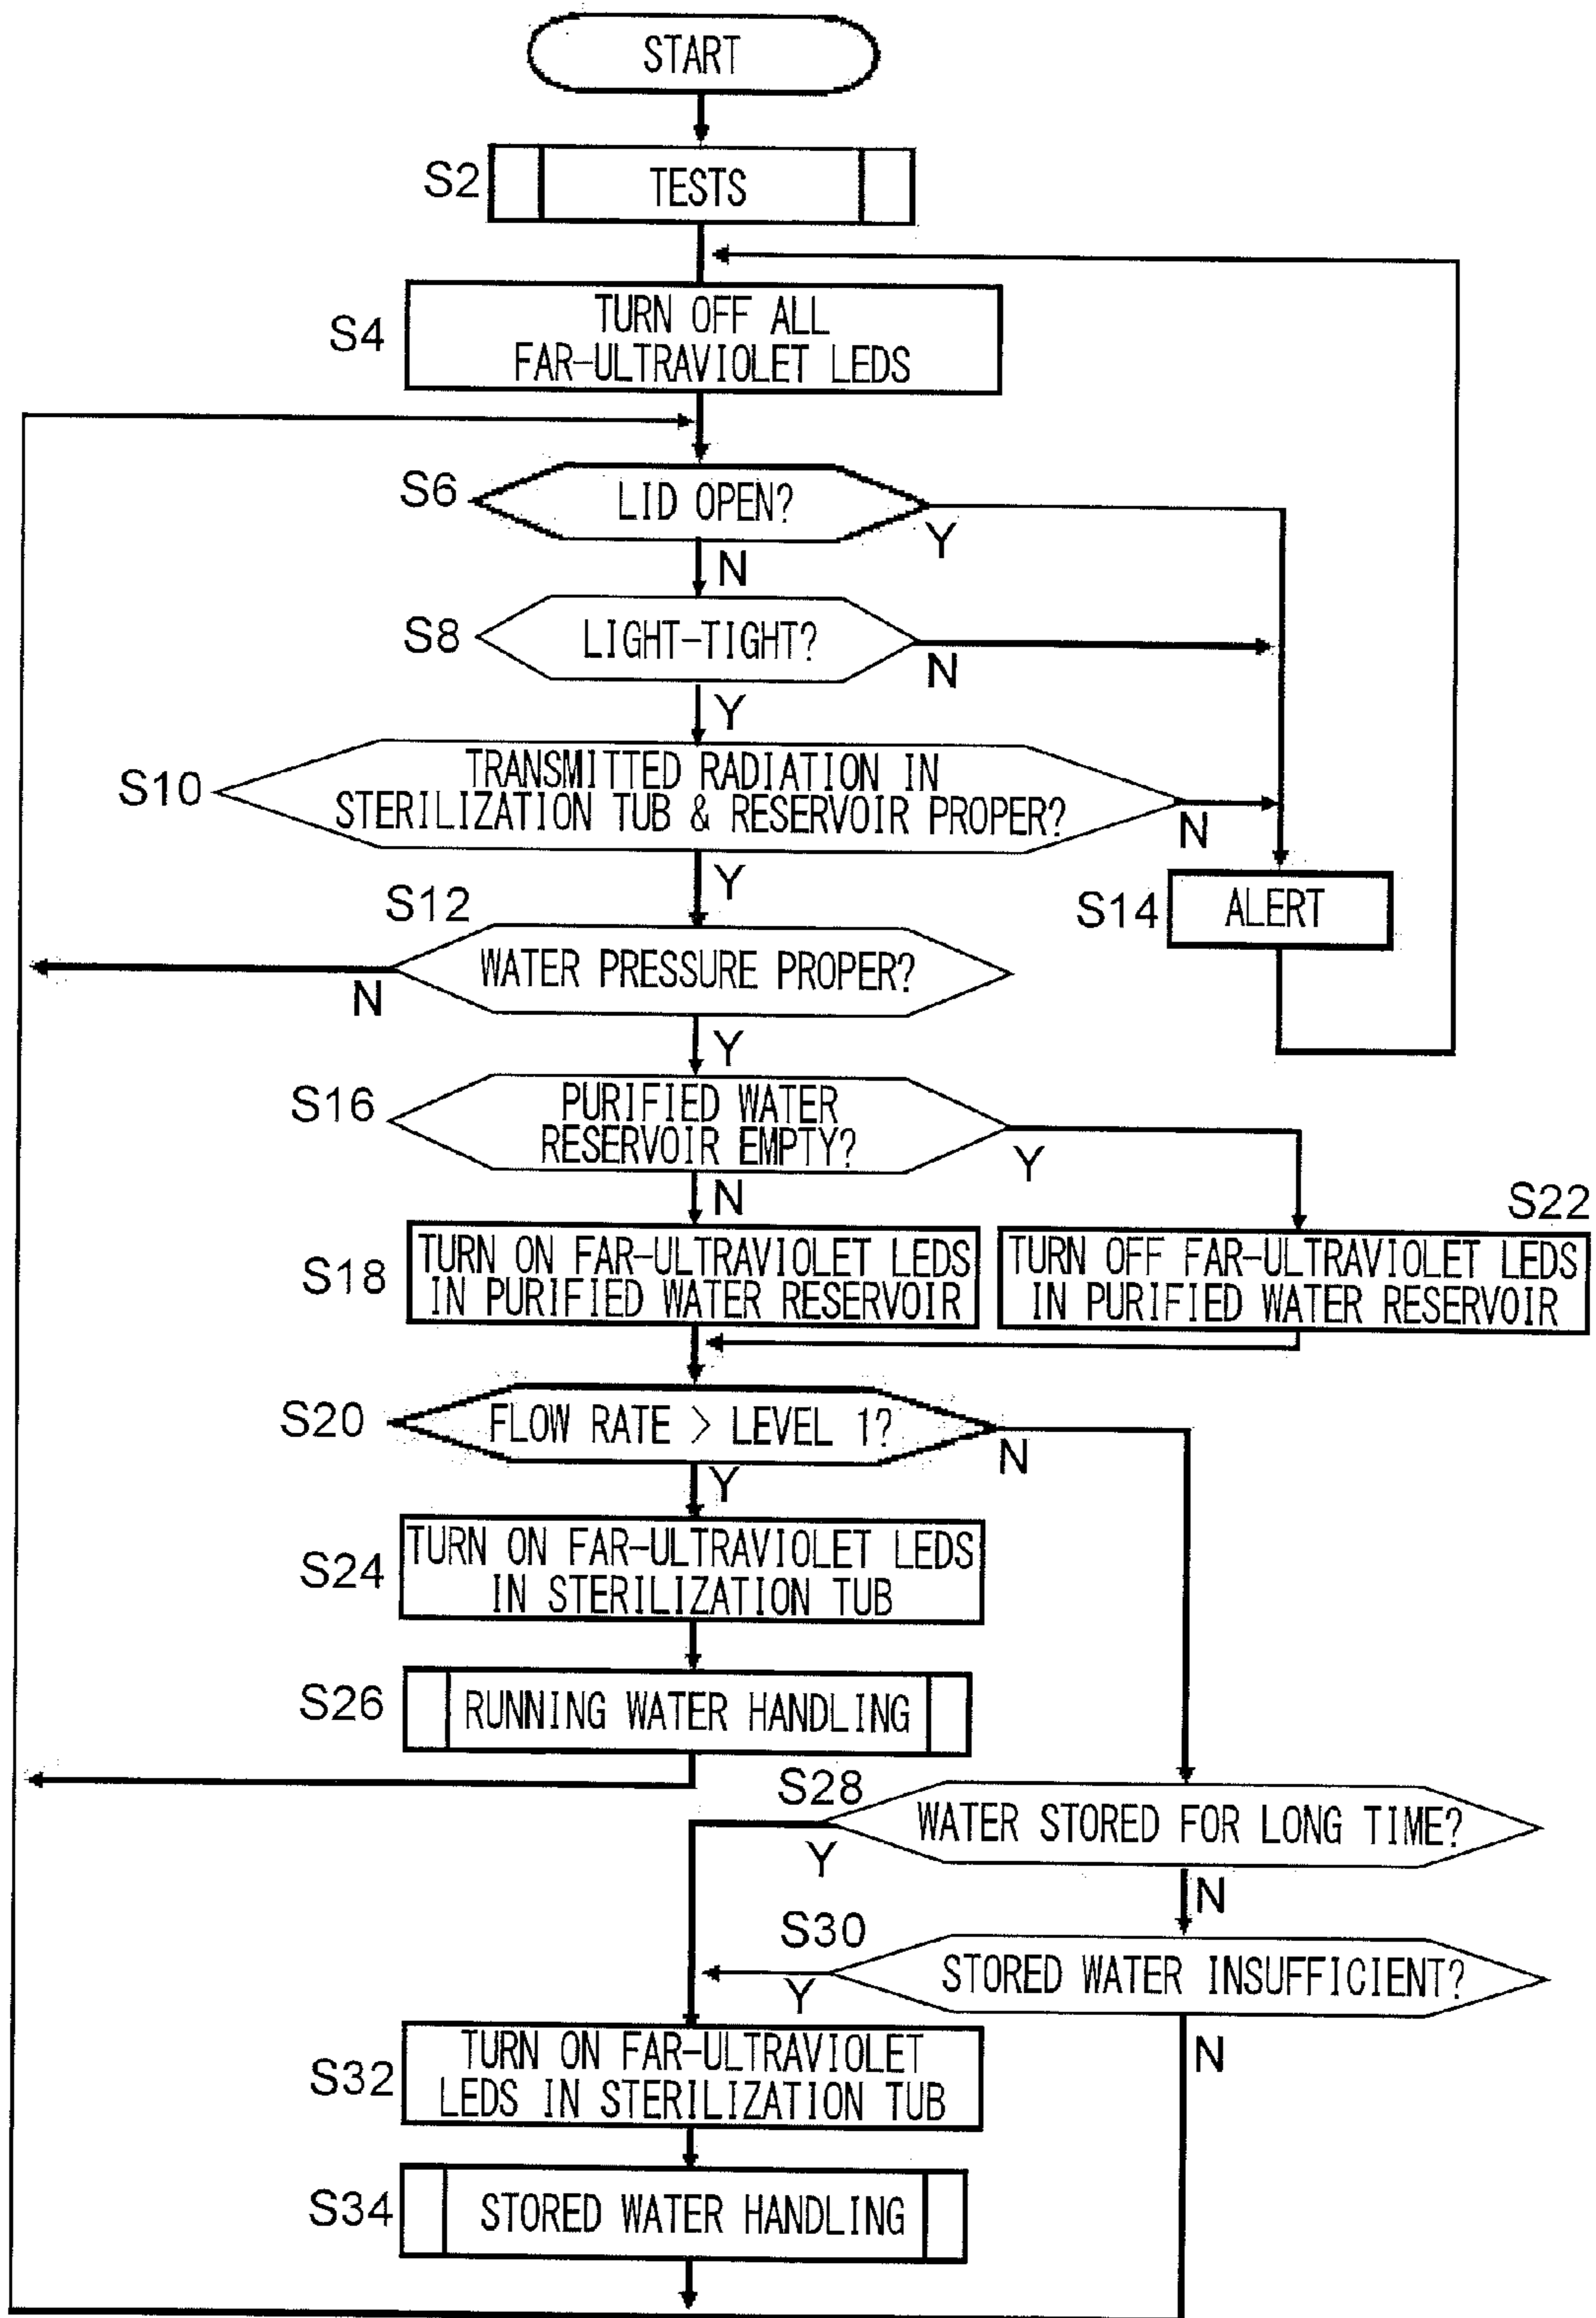 START
S2
TESTS
S4
TURN OFF ALL
FAR-ULTRAVIOLET LEDS
S6
LID OPEN?
Y
N
S8
LIGHT-TIGHT?
N
Y
S10
TRANSMITTED RADIATION IN
STERILIZATION TUB & RESERVOIR PROPER?
N
Y
S14
ALERT
S12
WATER PRESSURE PROPER?
N
Y
S16
PURIFIED WATER
RESERVOIR EMPTY?
Y
N
S18
TURN ON FAR-ULTRAVIOLET LEDS
IN PURIFIED WATER RESERVOIR
S22
TURN OFF FAR-ULTRAVIOLET LEDS
IN PURIFIED WATER RESERVOIR
S20
FLOW RATE > LEVEL 1?
N
Y
S24
TURN ON FAR-ULTRAVIOLET LEDS
IN STERILIZATION TUB
S26
RUNNING WATER HANDLING
S28
WATER STORED FOR LONG TIME?
Y
N
S30
STORED WATER INSUFFICIENT?
Y
N
S32
TURN ON FAR-ULTRAVIOLET
LEDS IN STERILIZATION TUB
S34
STORED WATER HANDLING